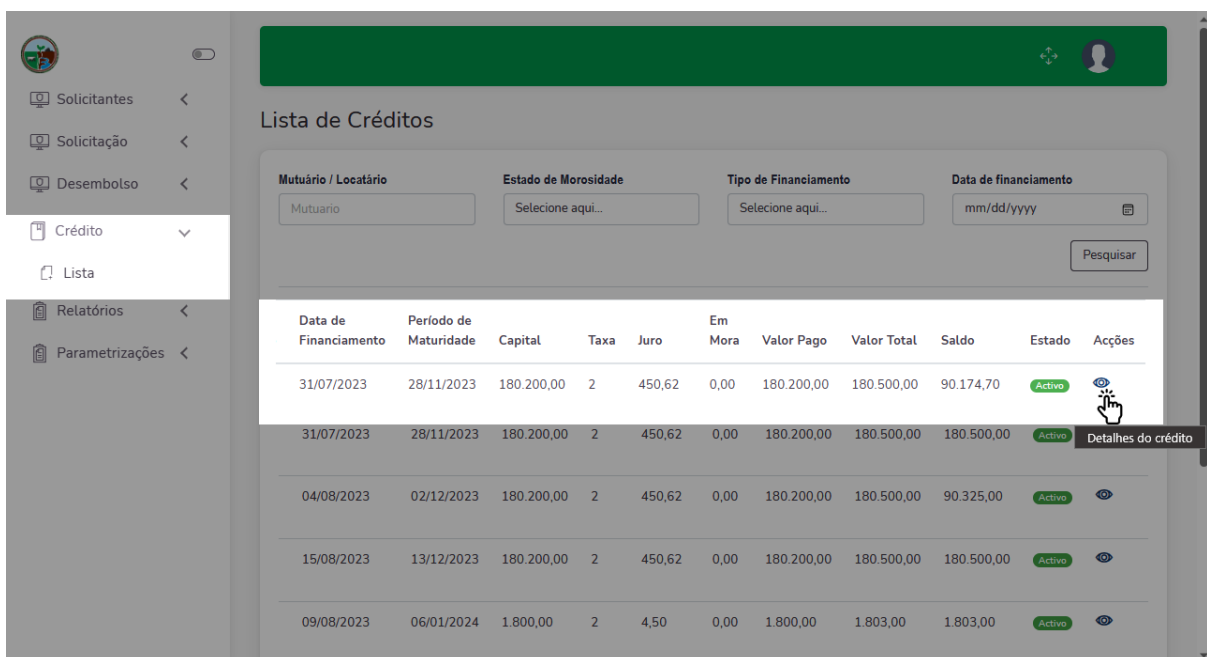 Solicitantes
Solicitação
Desembolso
Crédito
Lista
Relatórios
Parametrizações
Lista de Créditos
Mutuário / Locatário Estado de Morosidade Tipo de Financiamento Data de financiamento
Mutuario Selecione aqui... Selecione aqui... mm/dd/yyyy
Pesquisar
Data de Período de Em
Financiamento Maturidade Capital Taxa Juro Mora Valor Pago Valor Total Saldo Estado Acções
31/07/2023 28/11/2023 180.200,00 2 450,62 0,00 180.200,00 180.500,00 90.174,70 Activo
31/07/2023 28/11/2023 180.200,00 2 450,62 0,00 180.200,00 180.500,00 180.500,00 Activo Detalhes do crédito
04/08/2023 02/12/2023 180.200,00 2 450,62 0,00 180.200,00 180.500,00 90.325,00 Activo
15/08/2023 13/12/2023 180.200,00 2 450,62 0,00 180.200,00 180.500,00 180.500,00 Activo
09/08/2023 06/01/2024 1.800,00 2 4,50 0,00 1.800,00 1.803,00 1.803,00 Activo